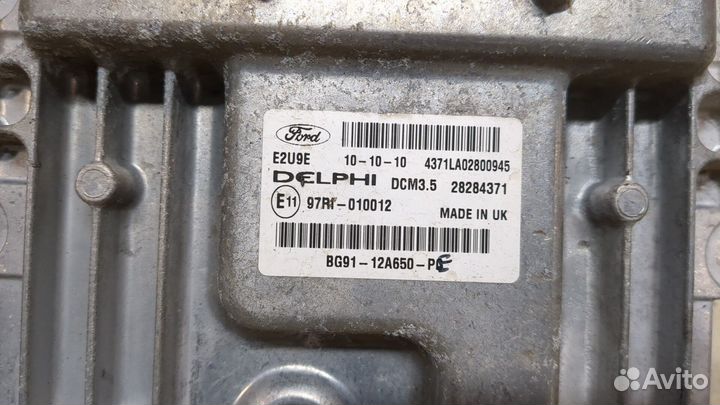 Ford
E2U9E 10-10-10 4371LA02800945
DELPHI DCM3.5 28284371
E11 97RI-010012 MADE IN UK
BG91-12A650-PE
Avito